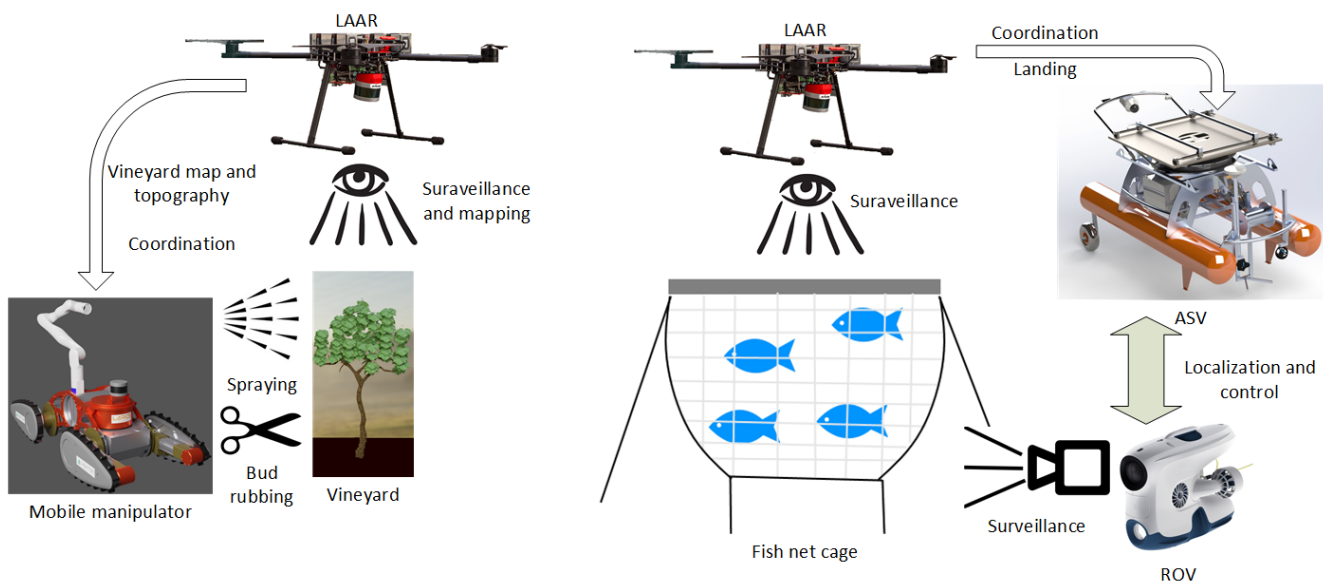 LAAR
Vineyard map and
topography
Coordination
Suraveillance
and mapping
Spraying
Bud
rubbing
Vineyard
Mobile manipulator
LAAR
Coordination
Landing
Suraveillance
ASV
Localization and
control
Surveillance
Fish net cage
ROV